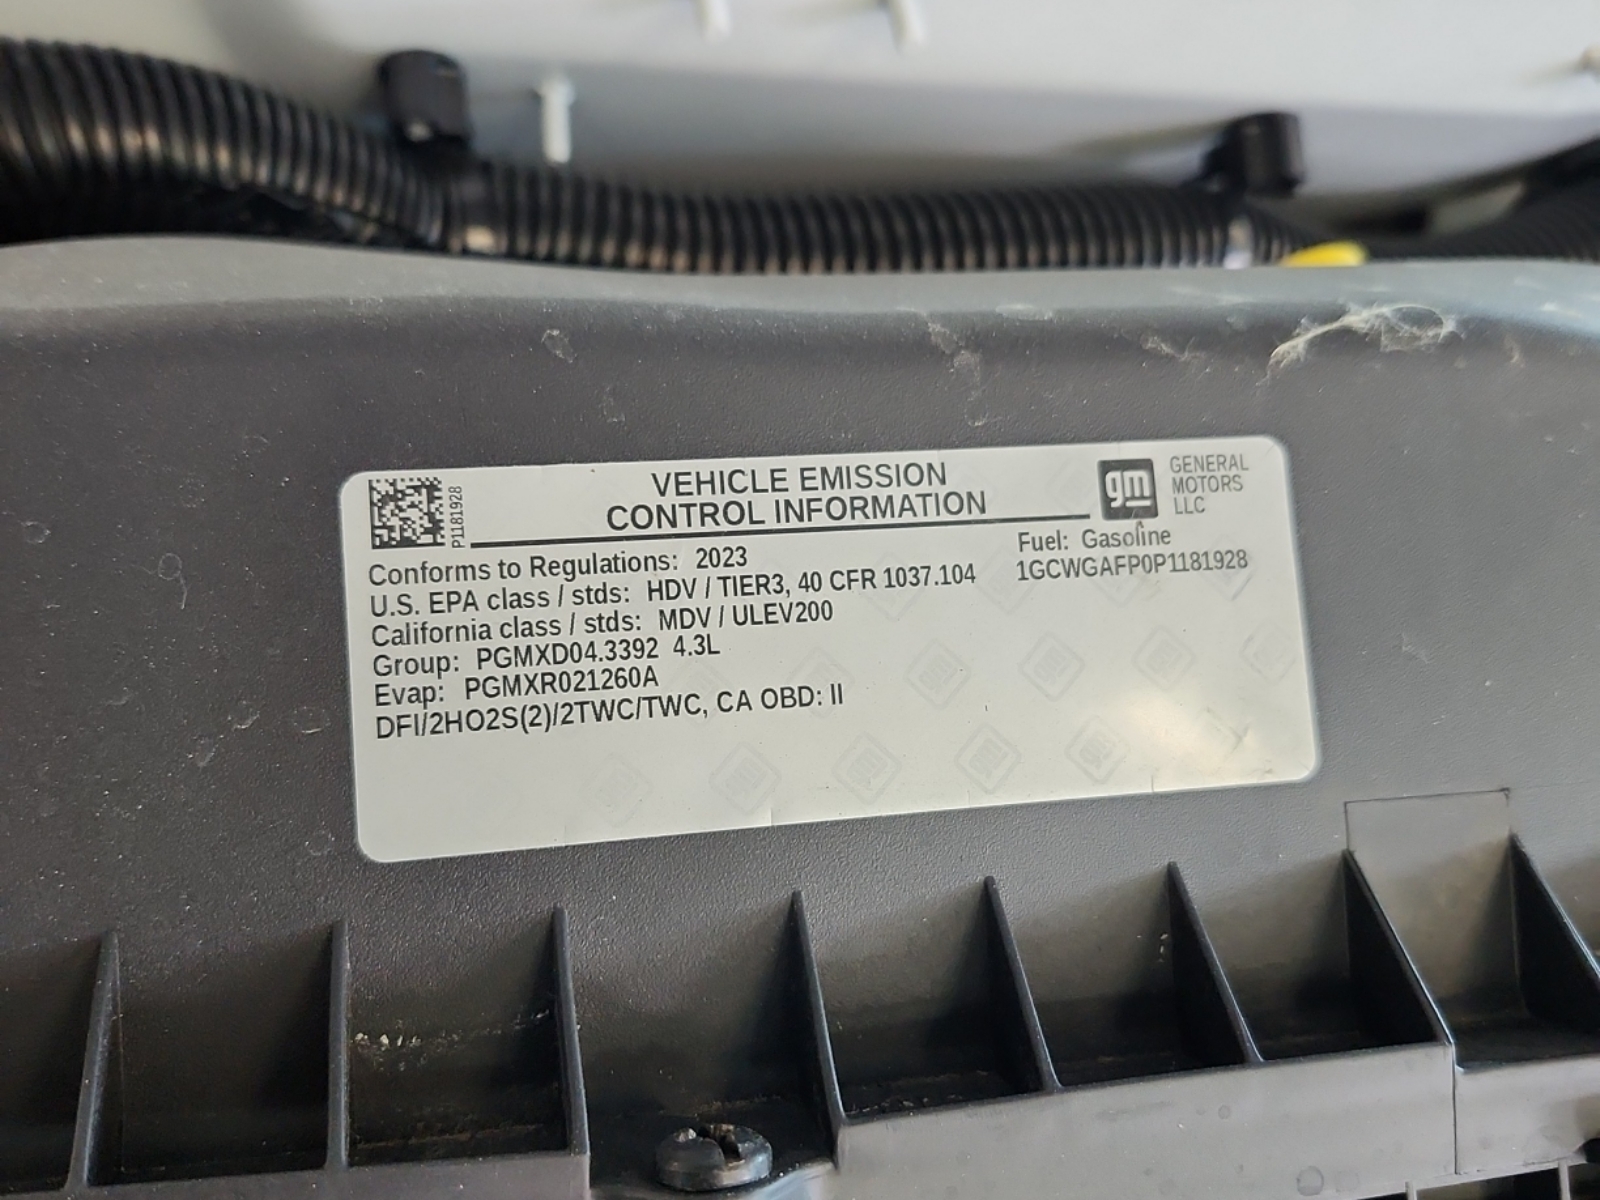 VEHICLE EMISSION
CONTROL INFORMATION
gm
GENERAL
MOTORS
LLC
P1181928
Conforms to Regulations: 2023
U.S. EPA class / stds: HDV / TIER3, 40 CFR 1037.104
California class / stds: MDV / ULEV200
Group: PGMXD04.3392 4.3L
Evap: PGMXR021260A
DFI/2HO2S(2)/2TWC/TWC, CA OBD: II
Fuel: Gasoline
1GCWGAFP0P1181928